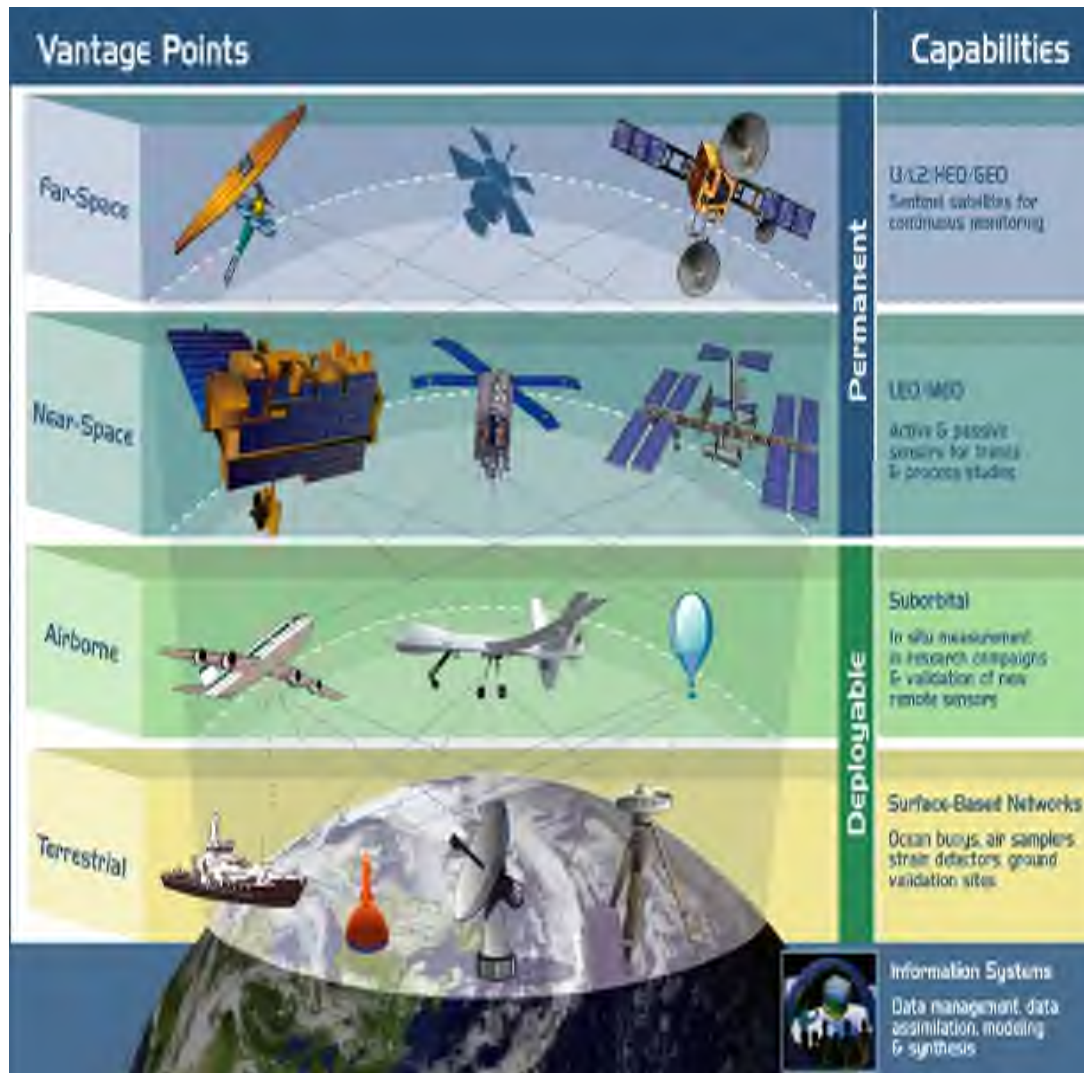 Vantage Points
Capabilities
Far-Space
Permanent
L1/L2/HEO/GEO
Sentinel satellites for
continuous monitoring
Near-Space
LEO/MEO
Active & passive
sensors for trends
& process studies
Airborne
Deployable
Suborbital
In situ measurement
in research campaigns
& validation of new
remote sensors
Terrestrial
Surface-Based Networks
Ocean buoys, air samplers
strain detectors, ground
validation sites
Information Systems
Data management, data
assimilation, modeling
& synthesis